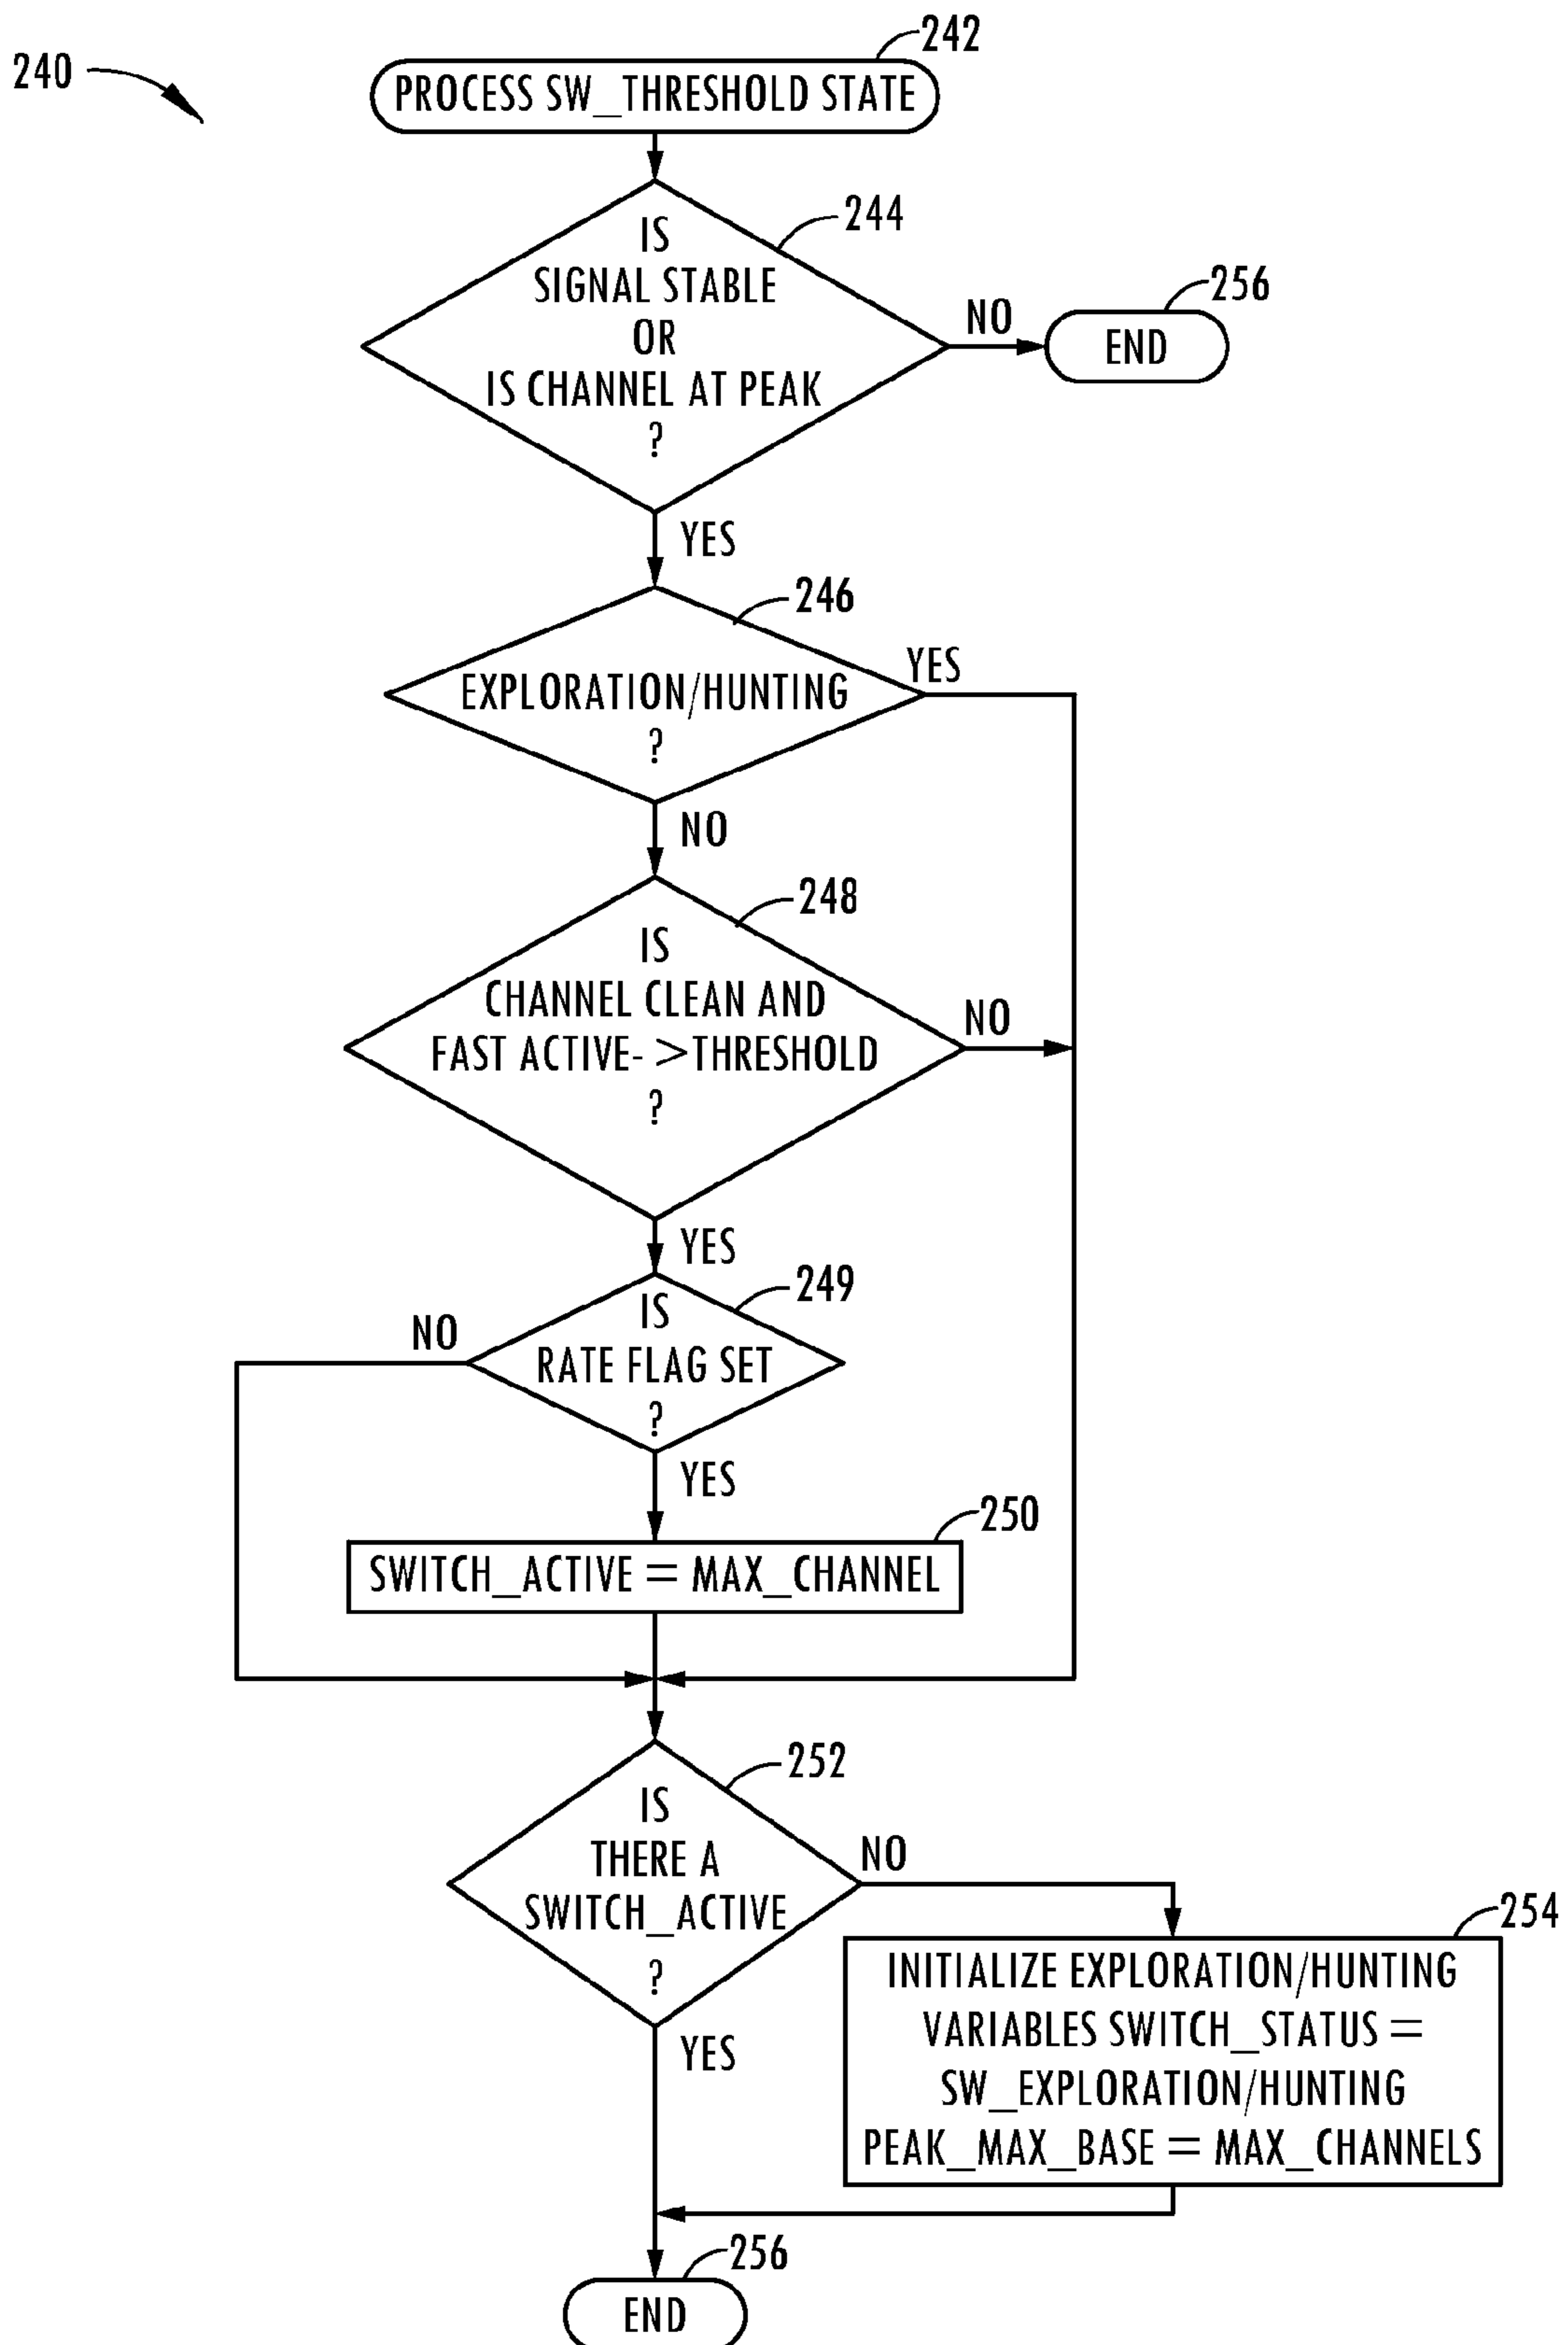 240
242
PROCESS SW_THRESHOLD STATE
244
IS
SIGNAL STABLE
OR
IS CHANNEL AT PEAK
?
NO
256
END
YES
246
EXPLORATION/HUNTING
?
YES
NO
248
IS
CHANNEL CLEAN AND
FAST ACTIVE- >THRESHOLD
?
NO
YES
249
IS
RATE FLAG SET
?
NO
YES
250
SWITCH_ACTIVE = MAX_CHANNEL
252
IS
THERE A
SWITCH_ACTIVE
?
NO
YES
254
INITIALIZE EXPLORATION/HUNTING
VARIABLES SWITCH_STATUS =
SW_EXPLORATION/HUNTING
PEAK_MAX_BASE = MAX_CHANNELS
256
END